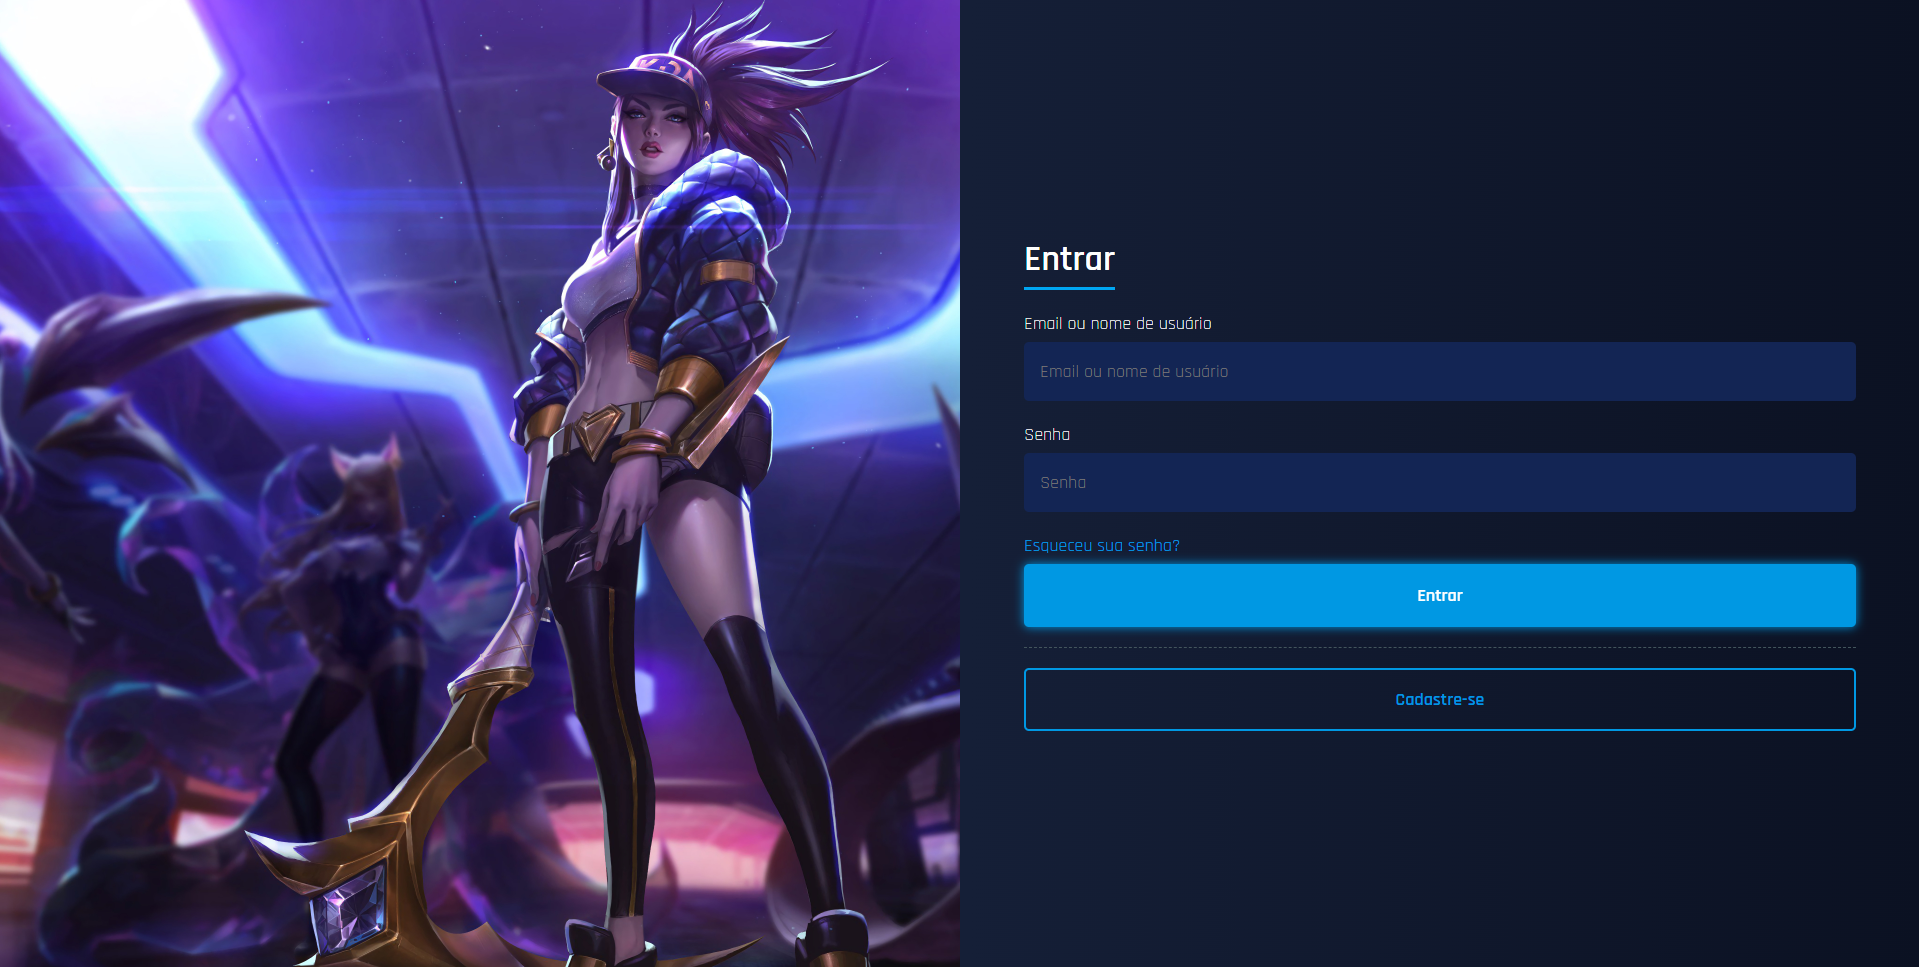 K/DA
Entrar
Email ou nome de usuário
Email ou nome de usuário
Senha
Senha
Esqueceu sua senha?
Entrar
Cadastre-se